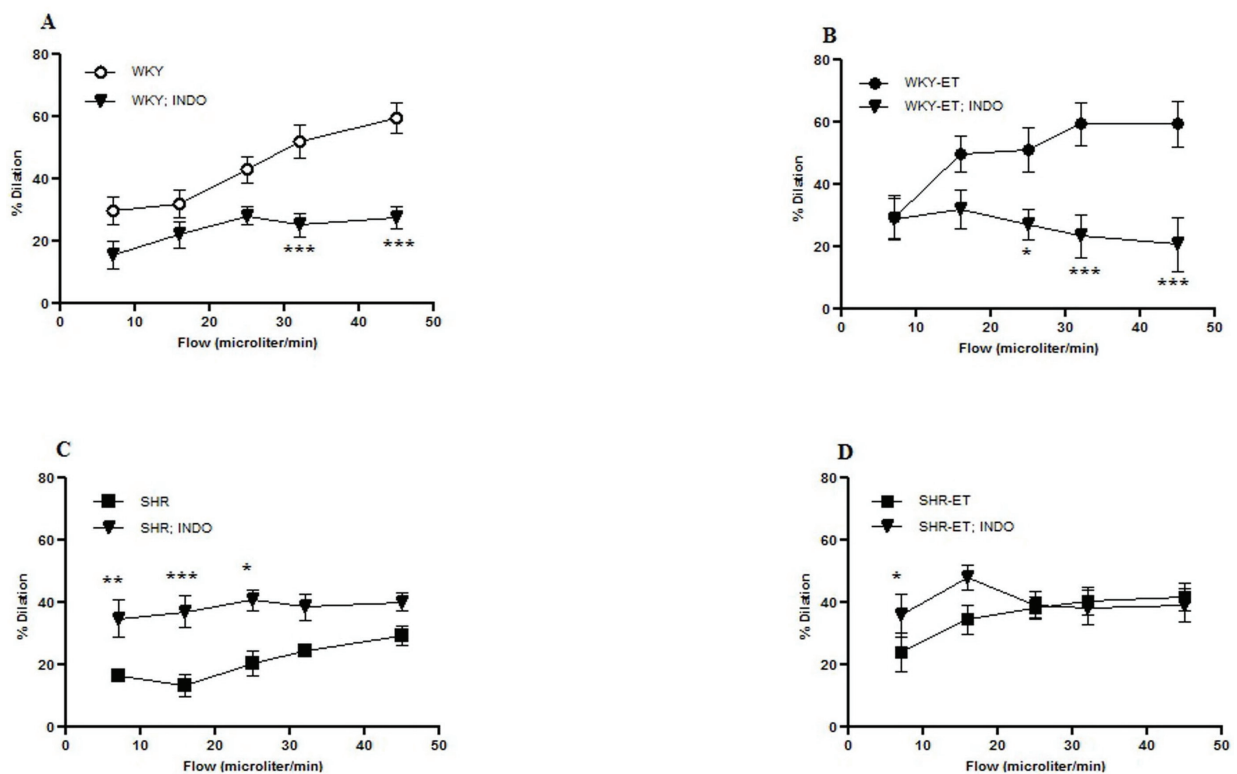 A
80
60
40
20
0
% Dilation
WKY
WKY; INDO
***
***
0
10
20
30
40
50
Flow (microliter/min)
B
80
60
40
20
0
% Dilation
WKY-ET
WKY-ET; INDO
*
***
***
0
10
20
30
40
50
Flow (microliter/min)
C
80
60
40
20
0
% Dilation
SHR
SHR; INDO
**
***
*
0
10
20
30
40
50
Flow (microliter/min)
D
80
60
40
20
0
% Dilation
SHR-ET
SHR-ET; INDO
*
0
10
20
30
40
50
Flow (microliter/min)